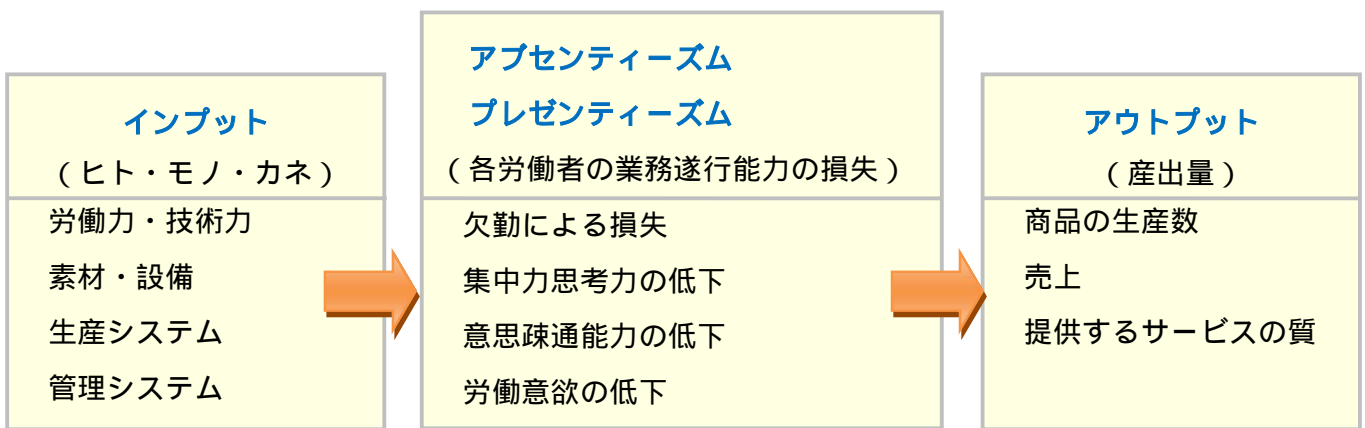 インプット
（ヒト・モノ・カネ）
労働力・技術力
素材・設備
生産システム
管理システム
アブセンティーズム
プレゼンティーズム
（各労働者の業務遂行能力の損失）
欠勤による損失
集中力思考力の低下
意思疎通能力の低下
労働意欲の低下
アウトプット
（産出量）
商品の生産数
売上
提供するサービスの質